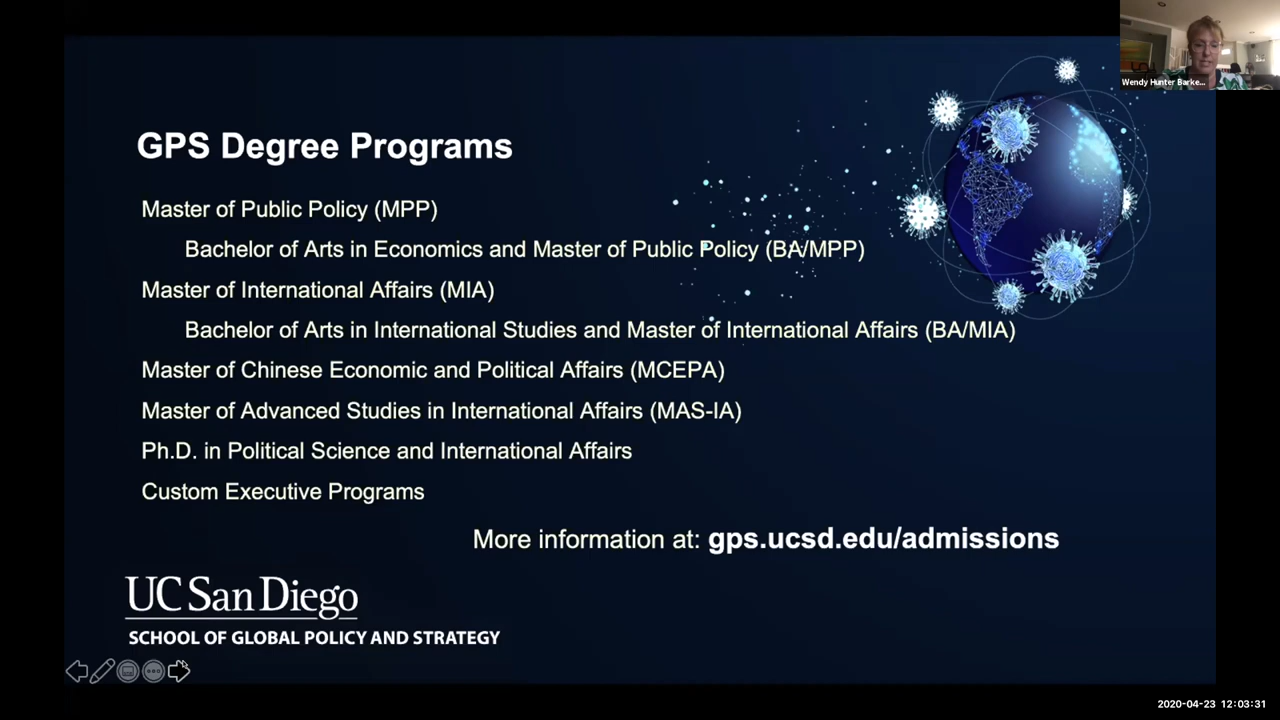 Wendy Hunter Barke...
GPS Degree Programs
Master of Public Policy (MPP)
Bachelor of Arts in Economics and Master of Public Policy (BA/MPP)
Master of International Affairs (MIA)
Bachelor of Arts in International Studies and Master of International Affairs (BA/MIA)
Master of Chinese Economic and Political Affairs (MCEPA)
Master of Advanced Studies in International Affairs (MAS-IA)
Ph.D. in Political Science and International Affairs
Custom Executive Programs
More information at: gps.ucsd.edu/admissions
UC San Diego
SCHOOL OF GLOBAL POLICY AND STRATEGY
2020-04-23 12:03:31